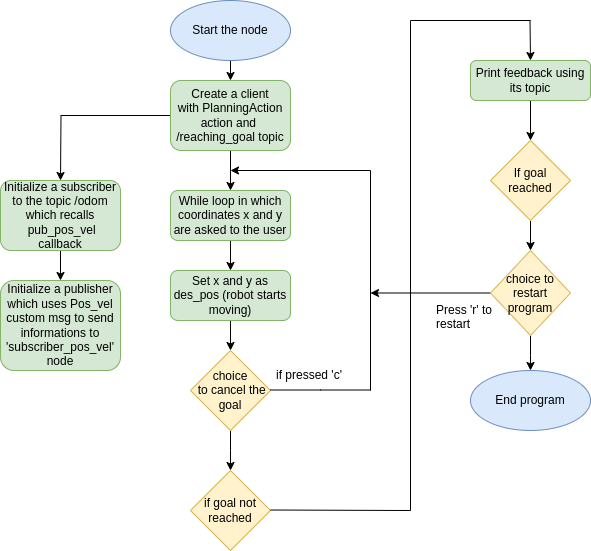 Start the node
Create a client
with PlanningAction
action and
/reaching_goal topic
Initialize a subscriber
to the topic /odom
which recalls
pub_pos_vel
callback
Initialize a publisher
which uses Pos_vel
custom msg to send
informations to
'subscriber_pos_vel'
node
While loop in which
coordinates x and y
are asked to the user
Set x and y as
des_pos (robot starts
moving)
choice
to cancel the
goal
if pressed 'c'
if goal not
reached
Print feedback using
its topic
If goal
reached
choice to
restart
program
Press 'r' to
restart
End program